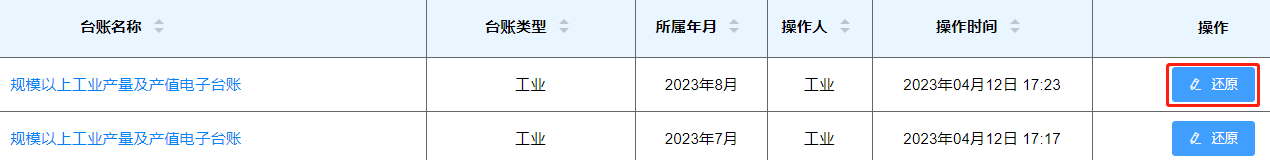 台账名称 台账类型 所属年月 操作人 操作时间 操作
规模以上工业产量及产值电子台账 工业 2023年8月 工业 2023年04月12日 17:23 还原
规模以上工业产量及产值电子台账 工业 2023年7月 工业 2023年04月12日 17:17 还原